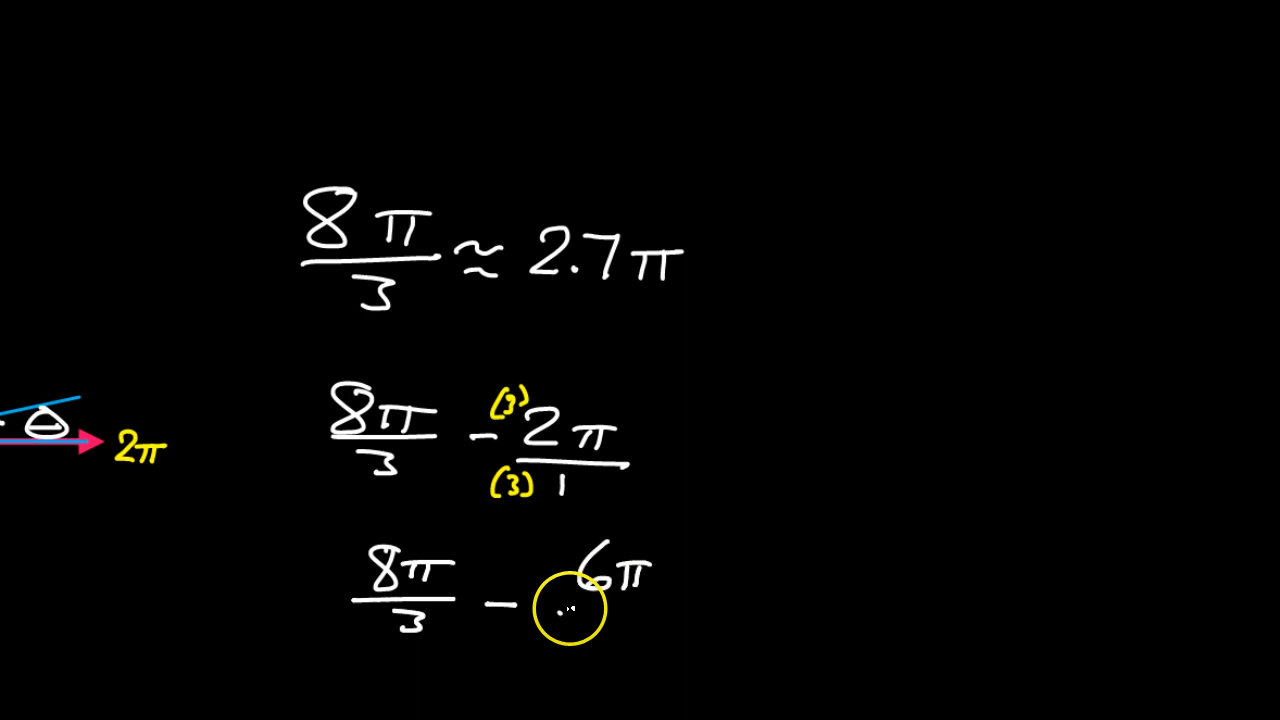 8π/3 ≈ 2.7π
8π/3 - (3)2π/(3)1
θ
2π
8π/3 - 6π